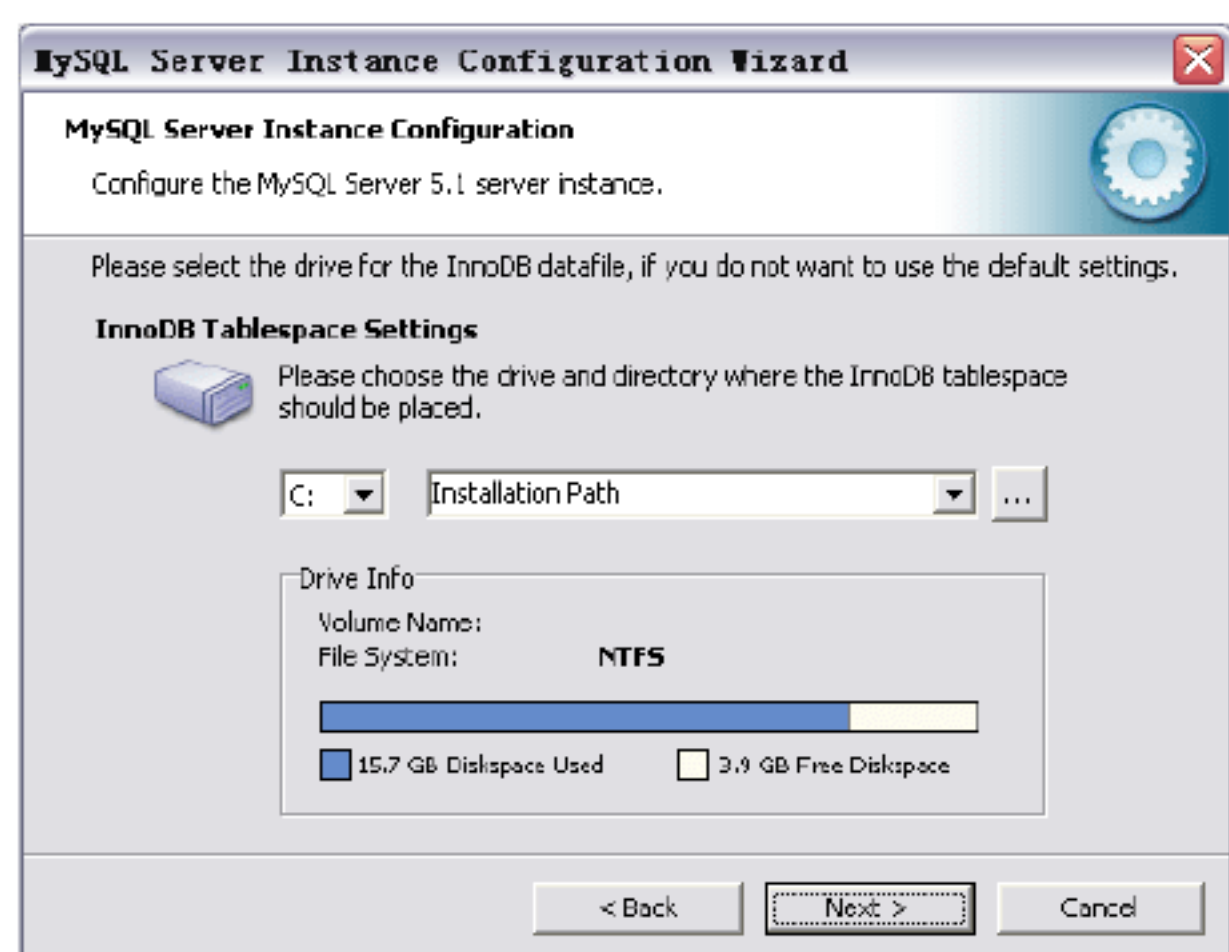 MySQL Server Instance Configuration Wizard
MySQL Server Instance Configuration
Configure the MySQL Server 5.1 server instance.
Please select the drive for the InnoDB datafile, if you do not want to use the default settings.
InnoDB Tablespace Settings
Please choose the drive and directory where the InnoDB tablespace
should be placed.
C: Installation Path ...
Drive Info
Volume Name:
File System: NTFS
15.7 GB Diskspace Used 3.9 GB Free Diskspace
< Back Next > Cancel